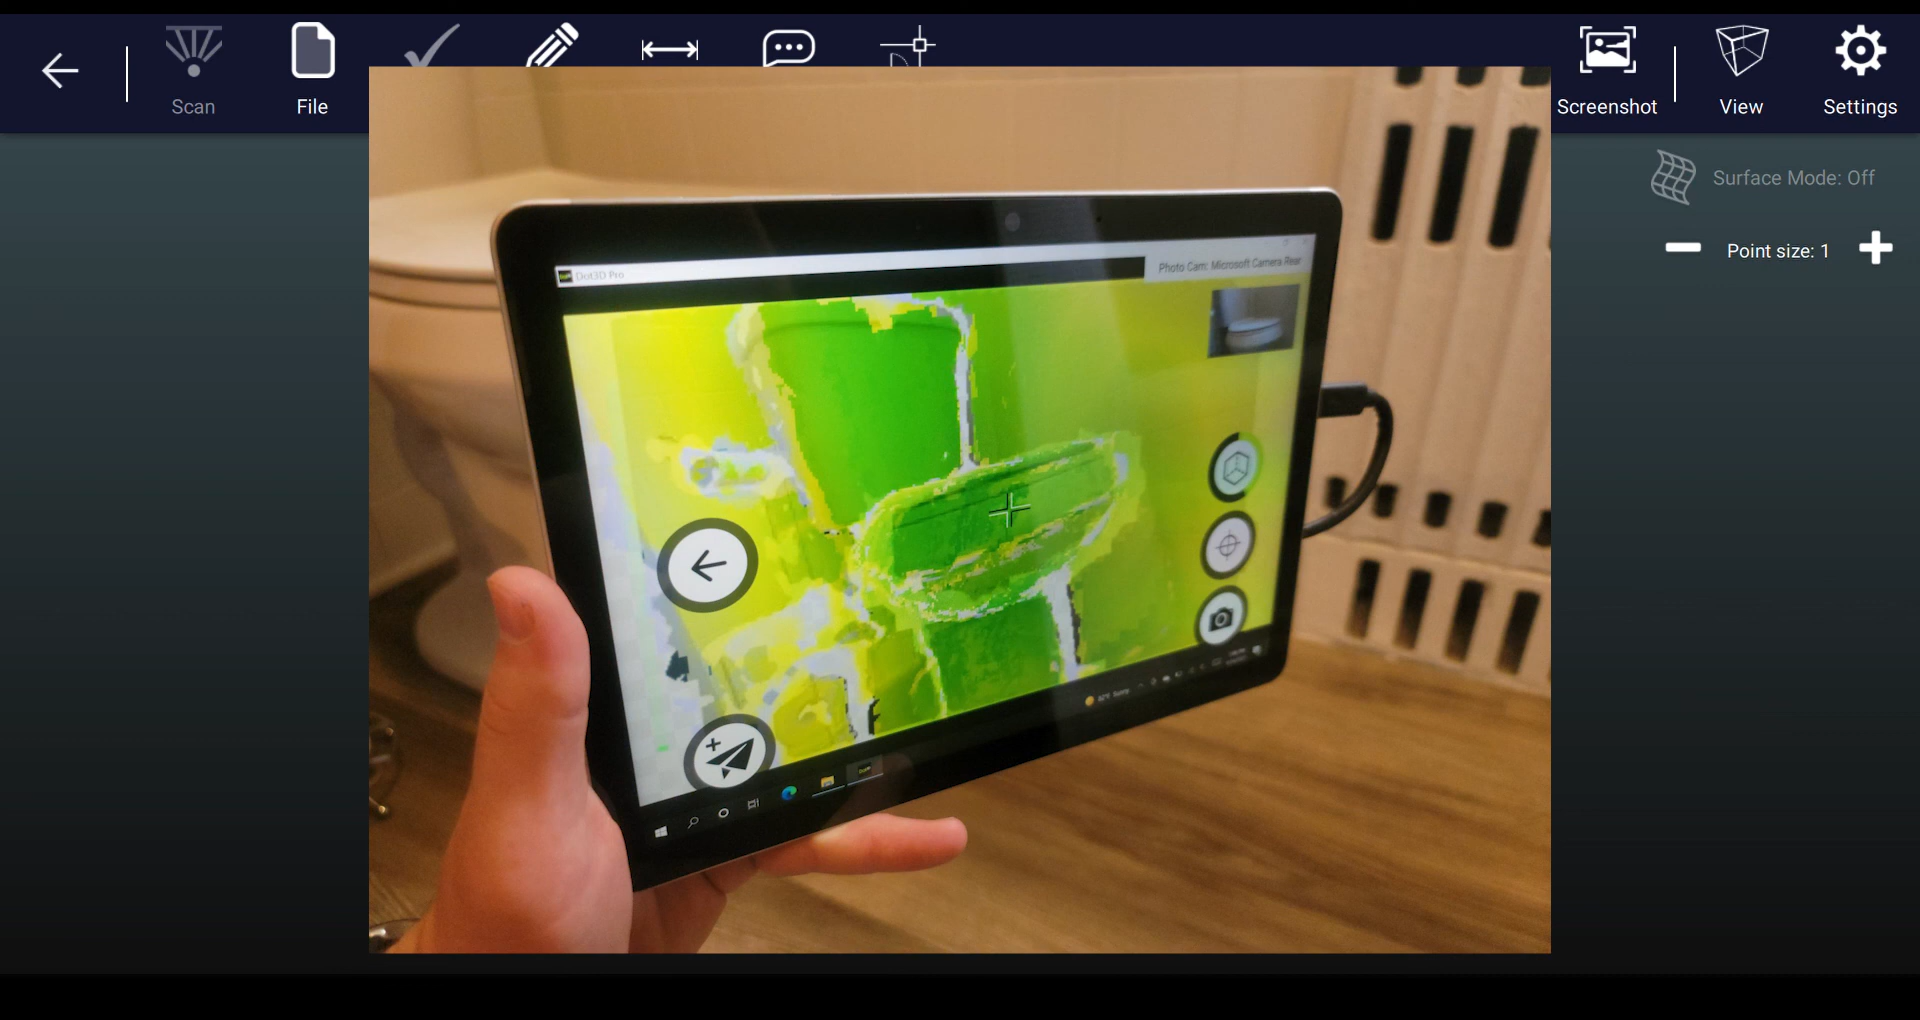 Scan
File
Screenshot
View
Settings
Surface Mode: Off
Point size: 1
Dot3D Pro
Photo Cam: Microsoft Camera Rear